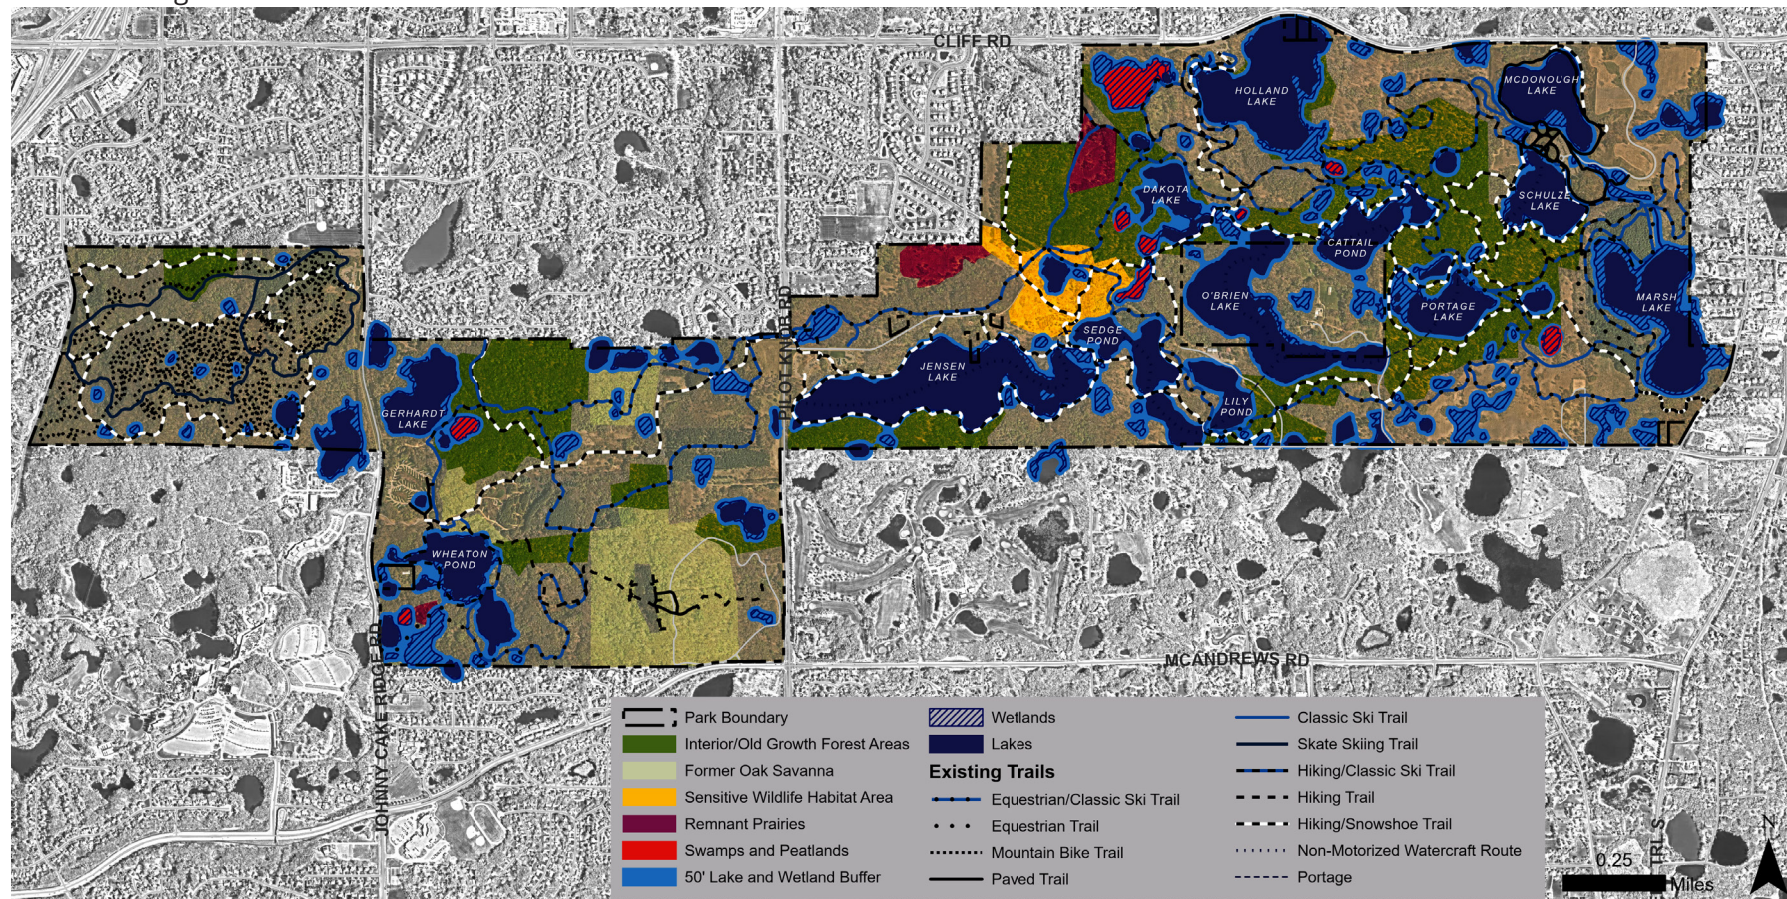 CLIFF RD
HOLLAND
LAKE
MCDONOUGH
LAKE
DAKOTA
LAKE
SCHULZE
LAKE
CATTAIL
POND
O'BRIEN
LAKE
PORTAGE
LAKE
MARSH
LAKE
SEDGE
POND
JENSEN
LAKE
LILY
POND
PILOT KNOB RD
GERHARDT
LAKE
WHEATON
POND
JOHNNY CAKE RIDGE RD
MCANDREWS RD
Park Boundary
Interior/Old Growth Forest Areas
Former Oak Savanna
Sensitive Wildlife Habitat Area
Remnant Prairies
Swamps and Peatlands
50' Lake and Wetland Buffer
Wetlands
Lakes
Existing Trails
Equestrian/Classic Ski Trail
Equestrian Trail
Mountain Bike Trail
Paved Trail
Classic Ski Trail
Skate Skiing Trail
Hiking/Classic Ski Trail
Hiking Trail
Hiking/Snowshoe Trail
Non-Motorized Watercraft Route
Portage
TRL S
N
0.25
Miles